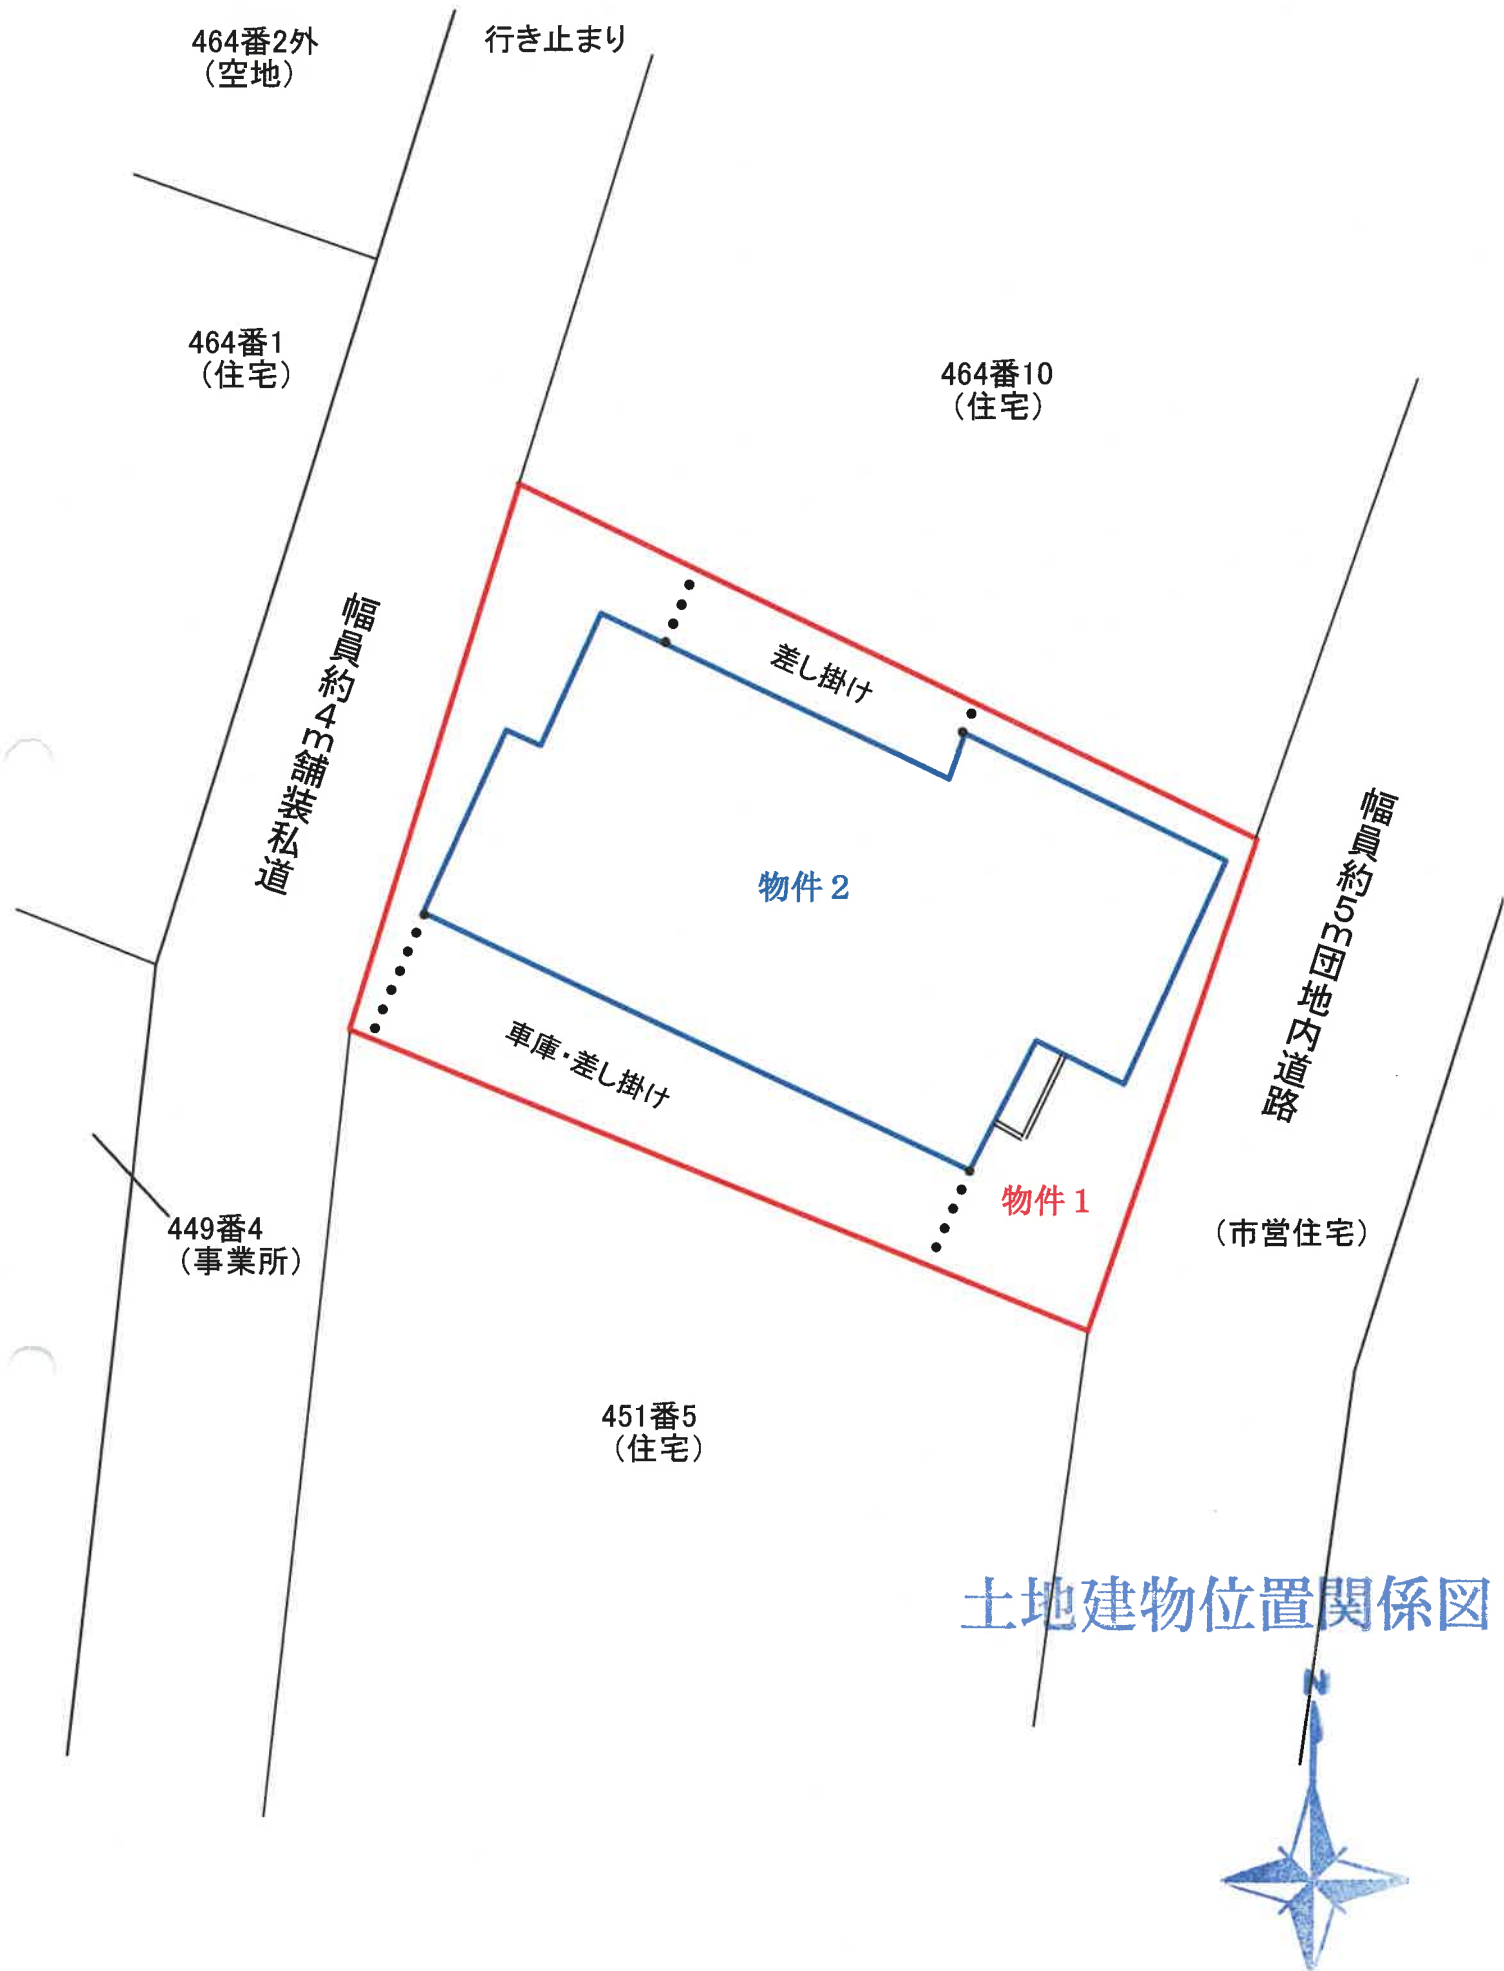 464番2外
(空地)
行き止まり
464番1
(住宅)
464番10
(住宅)
幅員約4m舗装私道
差し掛け
幅員約5m団地内道路
物件2
車庫・差し掛け
物件1
449番4
(事業所)
(市営住宅)
451番5
(住宅)
土地建物位置関係図
N